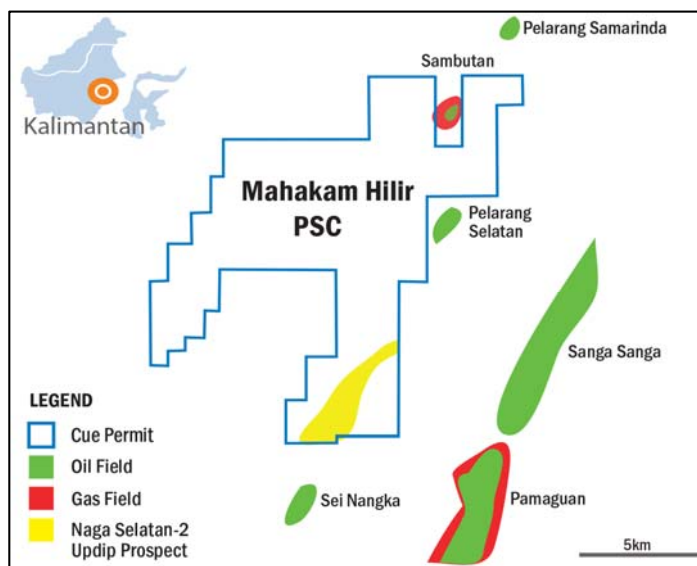 Pelarang Samarinda
Sambutan
Kalimantan
Mahakam Hilir
PSC
Pelarang
Selatan
Sanga Sanga
LEGEND
Cue Permit
Oil Field
Gas Field
Naga Selatan-2
Updip Prospect
Sei Nangka
Pamaguan
5km